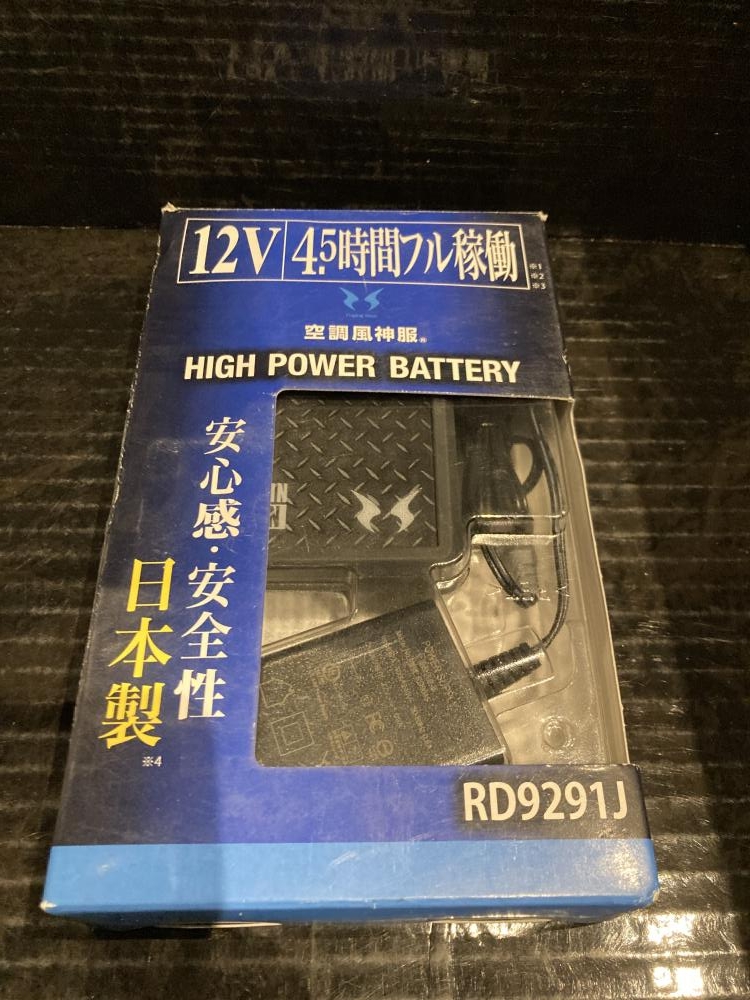 12V 4.5時間フル稼働 ※1
※2
※3
空調風神服®
HIGH POWER BATTERY
安心感・安全性
日本製
※4
RD9291J